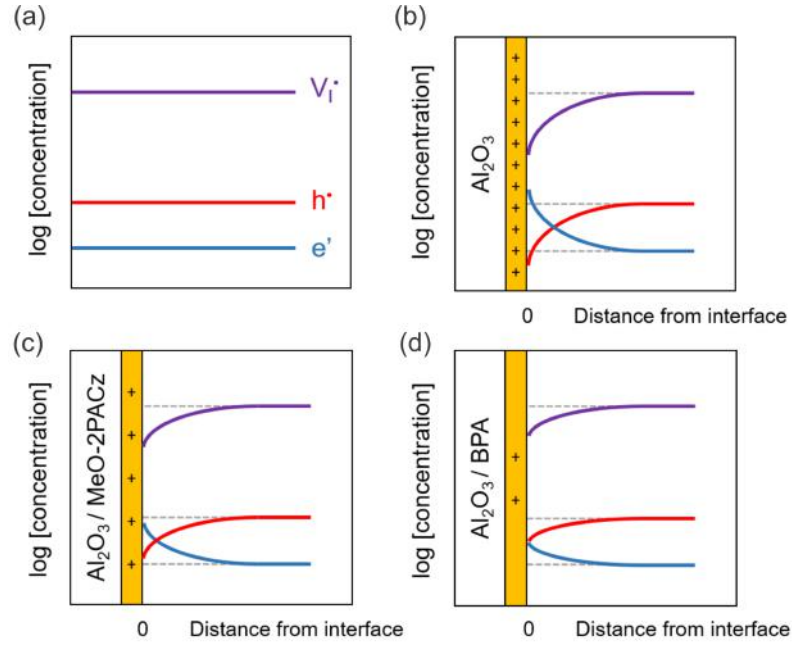 (a)
log [concentration]
V_I^•
h^•
e'
(b)
log [concentration]
Al₂O₃
+
+
+
+
+
+
+
+
+
+
+
0 Distance from interface
(c)
log [concentration]
Al₂O₃ / MeO-2PACz
+
+
+
+
+
0 Distance from interface
(d)
log [concentration]
Al₂O₃ / BPA
+
+
0 Distance from interface